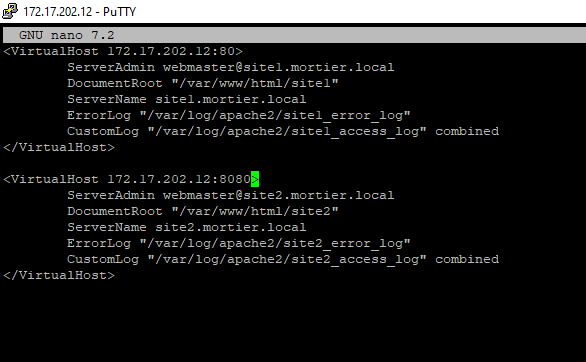 172.17.202.12 - PuTTY
GNU nano 7.2
<VirtualHost 172.17.202.12:80>
        ServerAdmin webmaster@site1.mortier.local
        DocumentRoot "/var/www/html/site1"
        ServerName site1.mortier.local
        ErrorLog "/var/log/apache2/site1_error_log"
        CustomLog "/var/log/apache2/site1_access_log" combined
</VirtualHost>

<VirtualHost 172.17.202.12:8080>
        ServerAdmin webmaster@site2.mortier.local
        DocumentRoot "/var/www/html/site2"
        ServerName site2.mortier.local
        ErrorLog "/var/log/apache2/site2_error_log"
        CustomLog "/var/log/apache2/site2_access_log" combined
</VirtualHost>